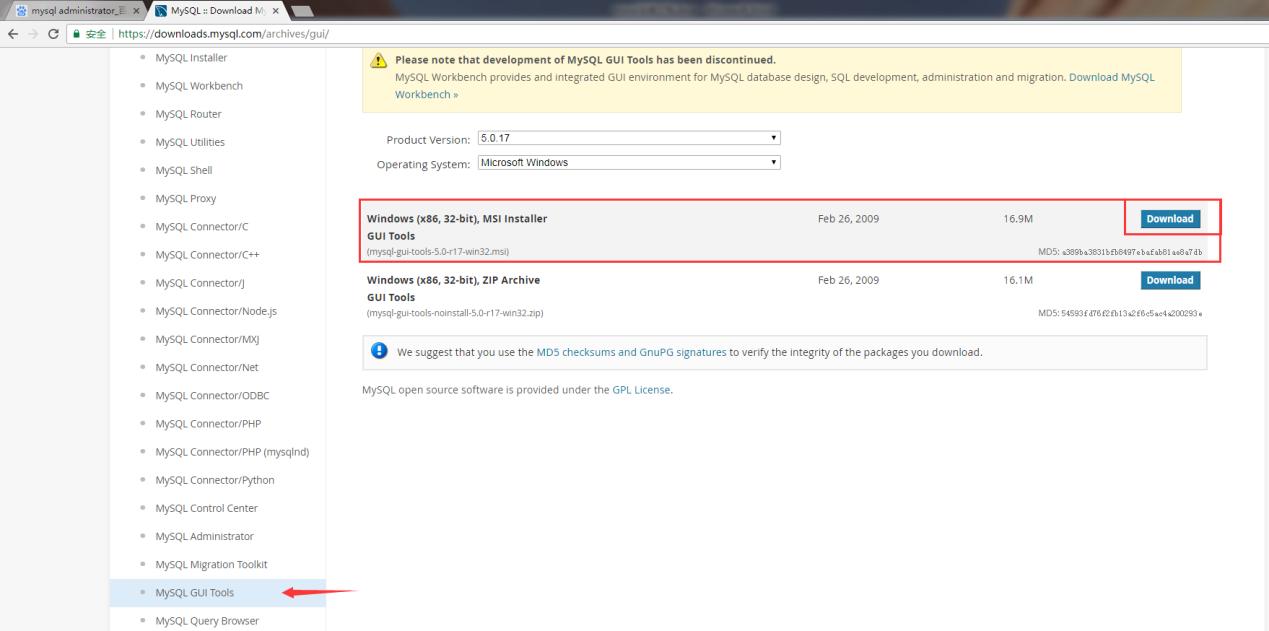 mysql administrator_百
MySQL :: Download My
安全 https://downloads.mysql.com/archives/gui/
MySQL Installer
MySQL Workbench
MySQL Router
MySQL Utilities
MySQL Shell
MySQL Proxy
MySQL Connector/C
MySQL Connector/C++
MySQL Connector/J
MySQL Connector/Node.js
MySQL Connector/MXJ
MySQL Connector/Net
MySQL Connector/ODBC
MySQL Connector/PHP
MySQL Connector/PHP (mysqlnd)
MySQL Connector/Python
MySQL Control Center
MySQL Administrator
MySQL Migration Toolkit
MySQL GUI Tools
MySQL Query Browser
Please note that development of MySQL GUI Tools has been discontinued.
MySQL Workbench provides and integrated GUI environment for MySQL database design, SQL development, administration and migration. Download MySQL
Workbench »
Product Version: 5.0.17
Operating System: Microsoft Windows
Windows (x86, 32-bit), MSI Installer Feb 26, 2009 16.9M Download
GUI Tools
(mysql-gui-tools-5.0-r17-win32.msi) MD5: a389ba3831bfb8497ebafab81ae8a7db
Windows (x86, 32-bit), ZIP Archive Feb 26, 2009 16.1M Download
GUI Tools
(mysql-gui-tools-noinstall-5.0-r17-win32.zip) MD5: 54593fd76f2fb13a2f6c5ac4a200293e
We suggest that you use the MD5 checksums and GnuPG signatures to verify the integrity of the packages you download.
MySQL open source software is provided under the GPL License.